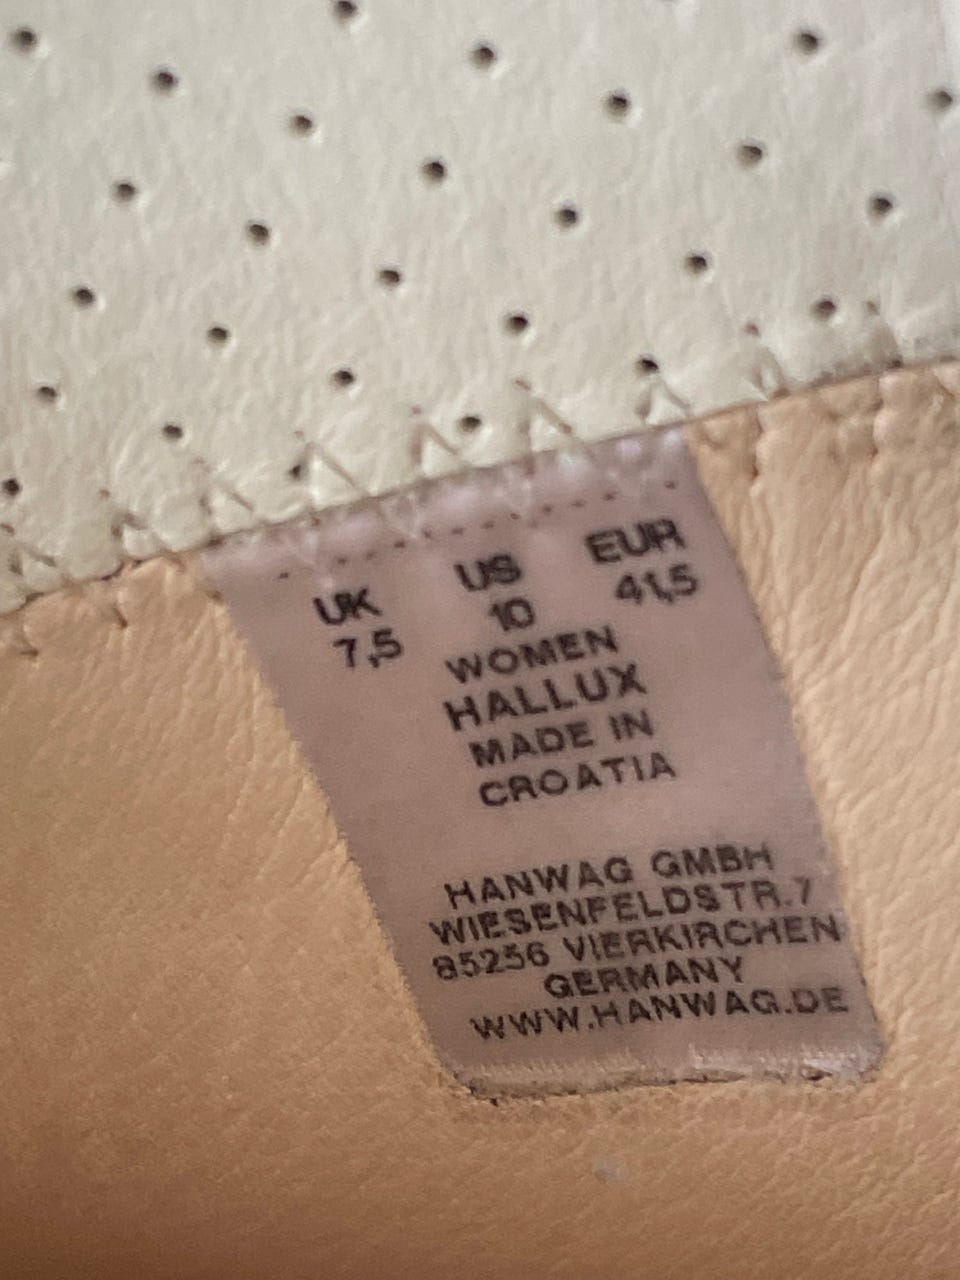 UK US EUR
7,5 10 41,5
WOMEN
HALLUX
MADE IN
CROATIA
HANWAG GMBH
WIESENFELDSTR.7
85256 VIERKIRCHEN
GERMANY
WWW.HANWAG.DE